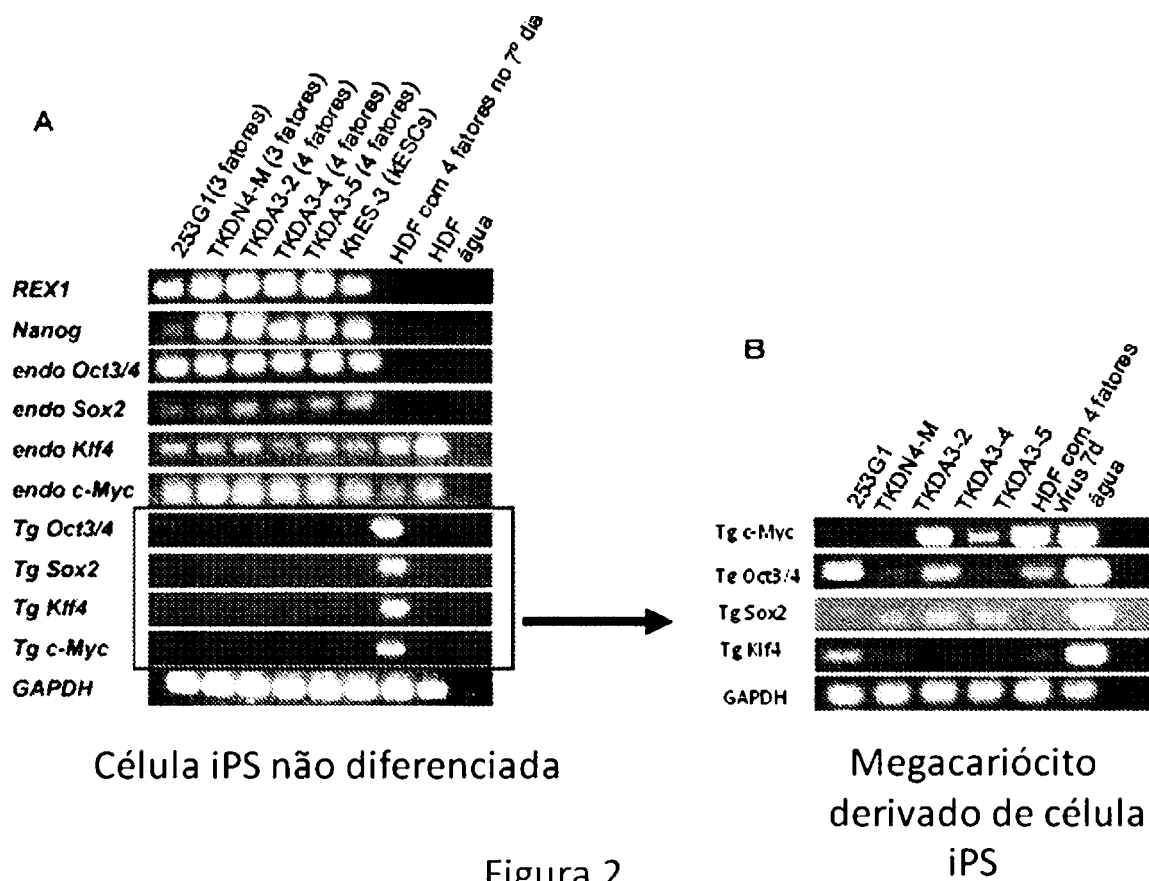 A
253G1(3 fatores)
TKDN4-M (3 fatores)
TKDA3-2 (4 fatores)
TKDA3-4 (4 fatores)
TKDA3-5 (4 fatores)
KhES-3 (kESCs)
HDF com 4 fatores no 7º dia
HDF
água
REX1
Nanog
endo Oct3/4
endo Sox2
endo Klf4
endo c-Myc
Tg Oct3/4
Tg Sox2
Tg Klf4
Tg c-Myc
GAPDH
Célula iPS não diferenciada
B
253G1
TKDN4-M
TKDA3-2
TKDA3-4
TKDA3-5
HDF com 4 fatores
vírus 7d
água
Tg c-Myc
Te Oct3/4
Tg Sox2
Tg Klf4
GAPDH
Megacariócito
derivado de célula
iPS
Figura 2